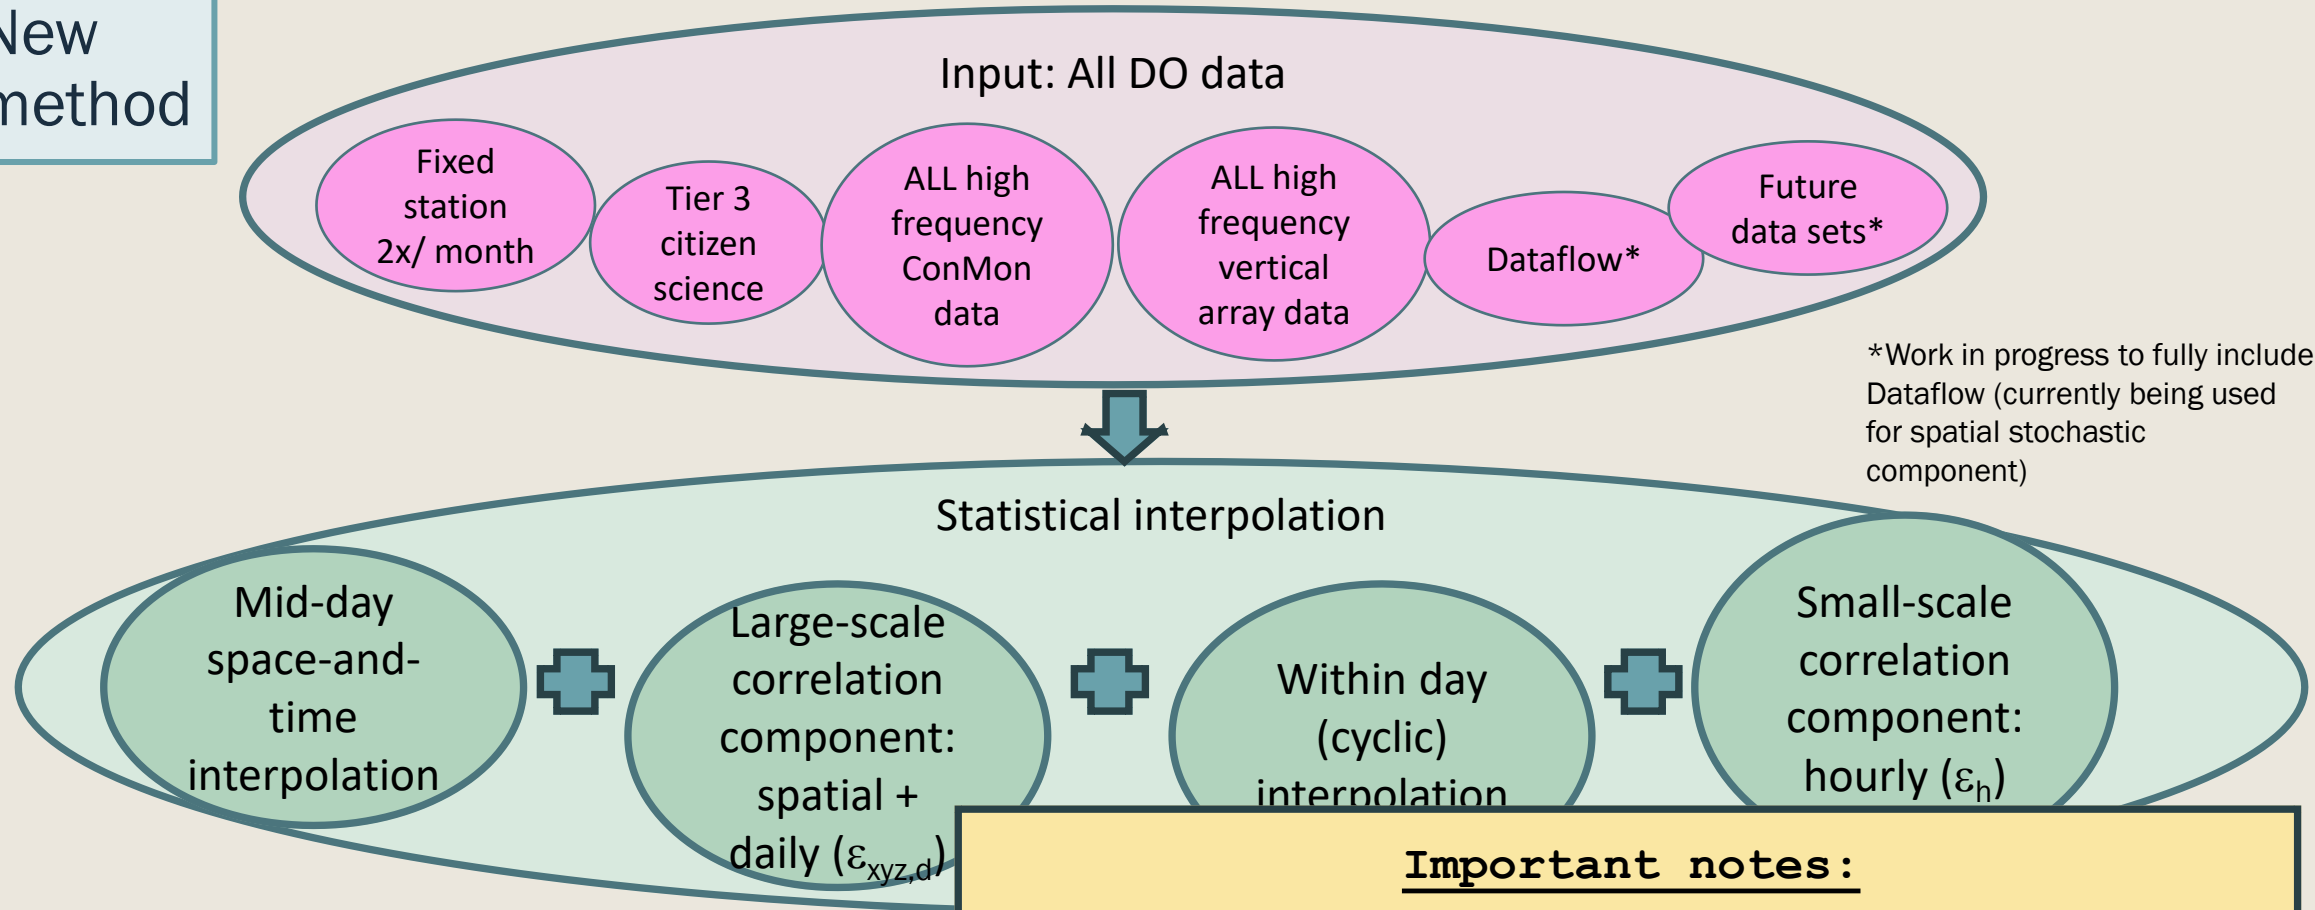 New
method
Input: All DO data
Fixed
station
2x/ month
Tier 3
citizen
science
ALL high
frequency
ConMon
data
ALL high
frequency
vertical
array data
Dataflow*
Future
data sets*
*Work in progress to fully include
Dataflow (currently being used
for spatial stochastic
component)
Statistical interpolation
Mid-day
space-and-
time
interpolation
Large-scale
correlation
component:
spatial +
daily (εxyz,d)
Within day
(cyclic)
interpolation
Small-scale
correlation
component:
hourly (εh)
Important notes: